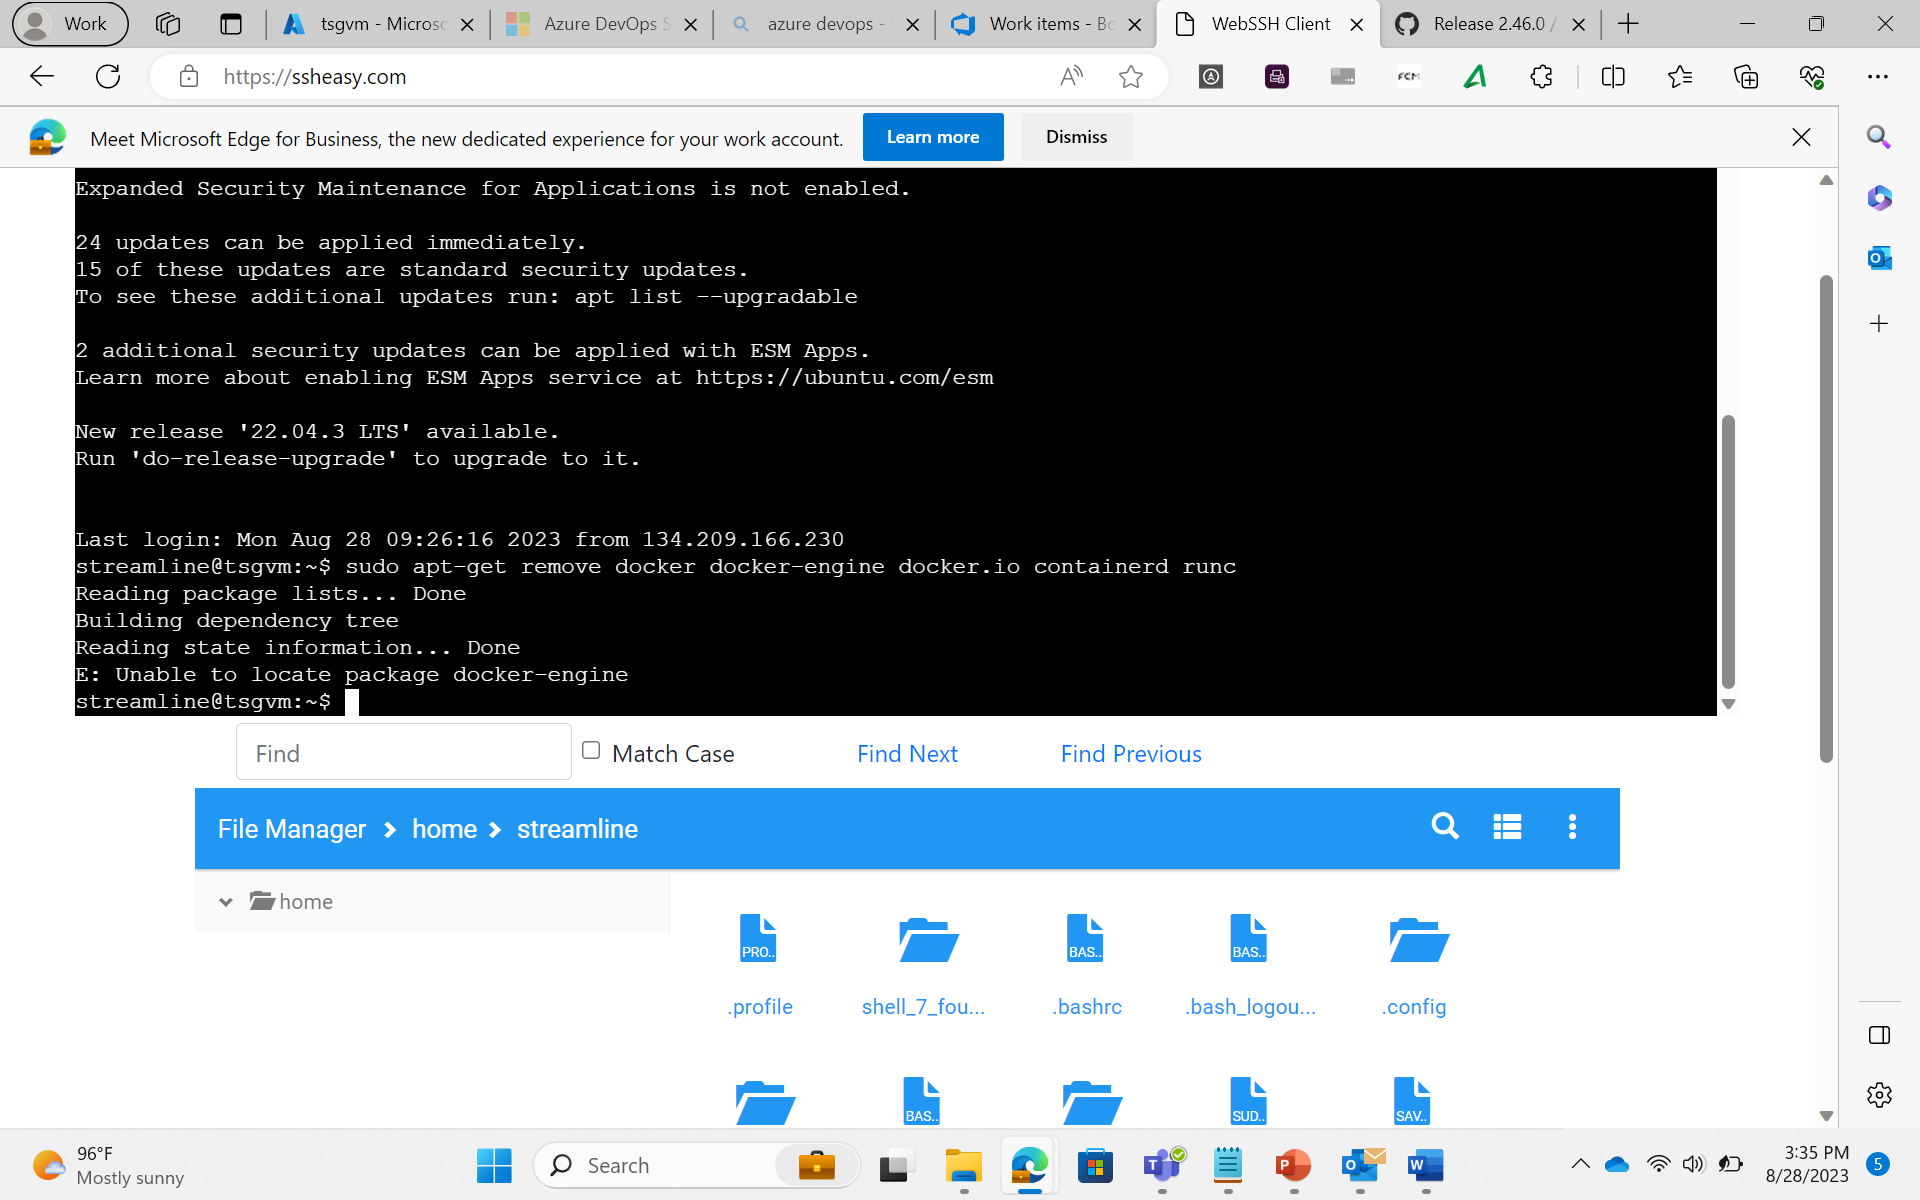 Work
tsgvm - Microsc
Azure DevOps S
azure devops -
Work items - Bo
WebSSH Client
Release 2.46.0 /
https://ssheasy.com
Meet Microsoft Edge for Business, the new dedicated experience for your work account.
Learn more
Dismiss
Expanded Security Maintenance for Applications is not enabled.
24 updates can be applied immediately.
15 of these updates are standard security updates.
To see these additional updates run: apt list --upgradable
2 additional security updates can be applied with ESM Apps.
Learn more about enabling ESM Apps service at https://ubuntu.com/esm
New release '22.04.3 LTS' available.
Run 'do-release-upgrade' to upgrade to it.
Last login: Mon Aug 28 09:26:16 2023 from 134.209.166.230
streamline@tsgvm:~$ sudo apt-get remove docker docker-engine docker.io containerd runc
Reading package lists... Done
Building dependency tree
Reading state information... Done
E: Unable to locate package docker-engine
streamline@tsgvm:~$
Find
Match Case
Find Next
Find Previous
File Manager
home
streamline
home
PRO..
BAS..
BAS..
.profile
shell_7_fou...
.bashrc
.bash_logou...
.config
BAS..
SUD..
SAV..
96°F
Mostly sunny
Search
3:35 PM
8/28/2023
5